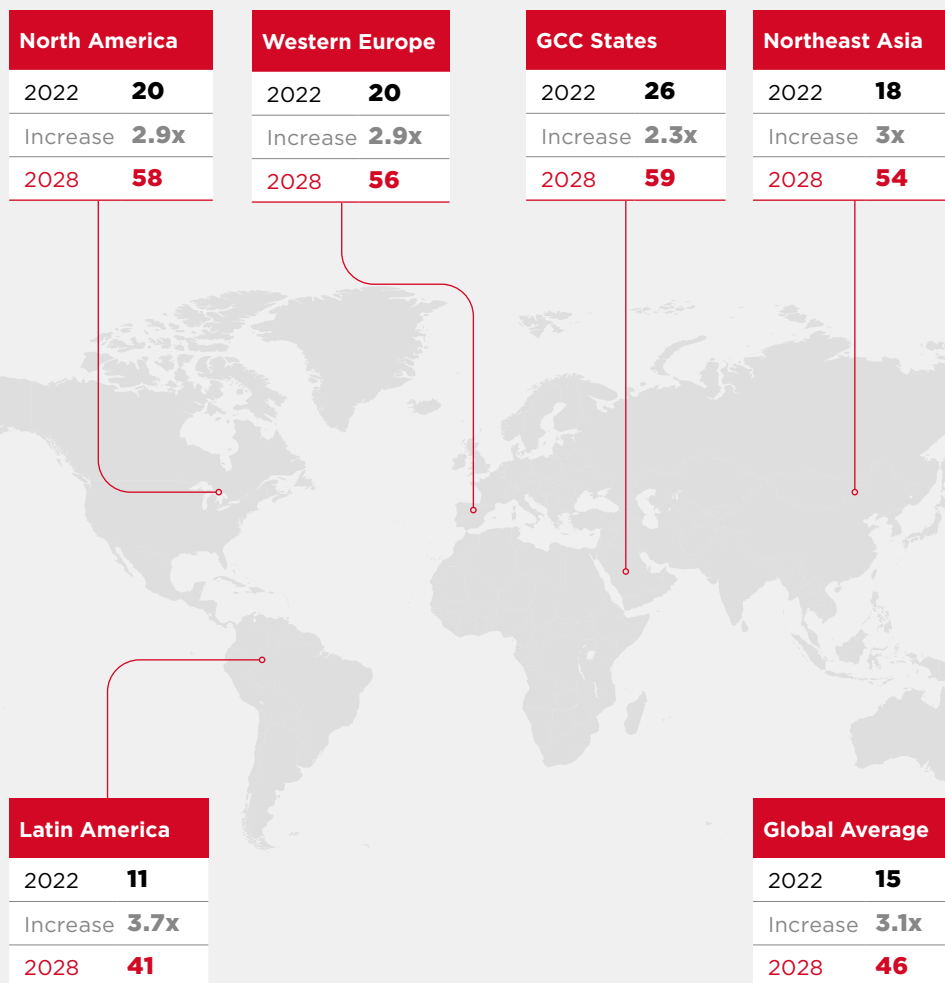 North America
2022 20
Increase 2.9x
2028 58
Western Europe
2022 20
Increase 2.9x
2028 56
GCC States
2022 26
Increase 2.3x
2028 59
Northeast Asia
2022 18
Increase 3x
2028 54
Latin America
2022 11
Increase 3.7x
2028 41
Global Average
2022 15
Increase 3.1x
2028 46